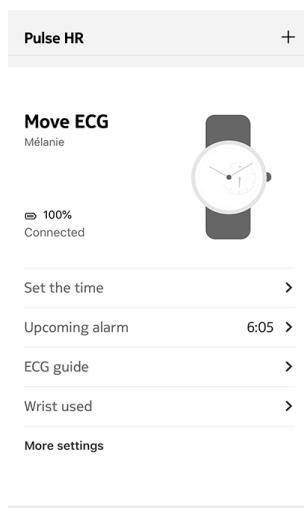 Pulse HR
Move ECG
Mélanie
100%
Connected
Set the time
Upcoming alarm 6:05
ECG guide
Wrist used
More settings